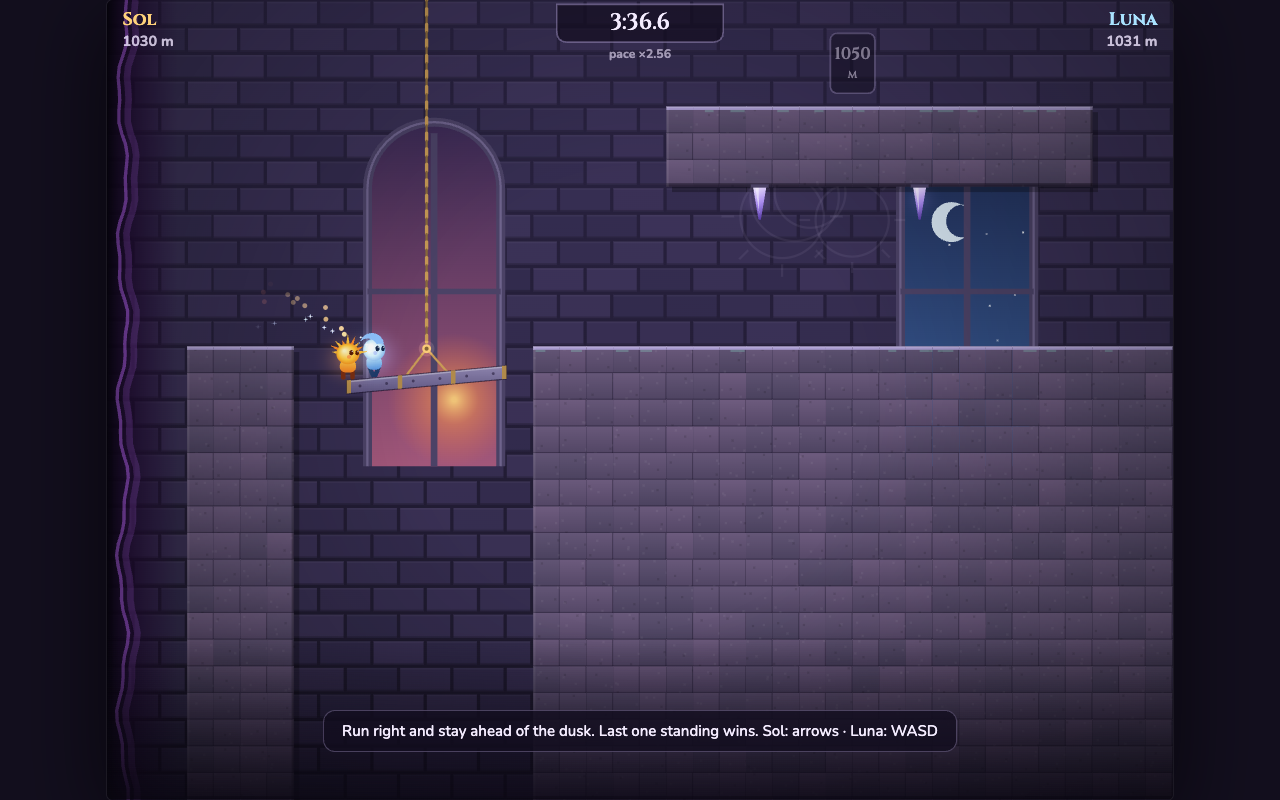 Sol
1030 m
3:36.6
pace ×2.56
Luna
1031 m
1050
M
Run right and stay ahead of the dusk. Last one standing wins. Sol: arrows · Luna: WASD